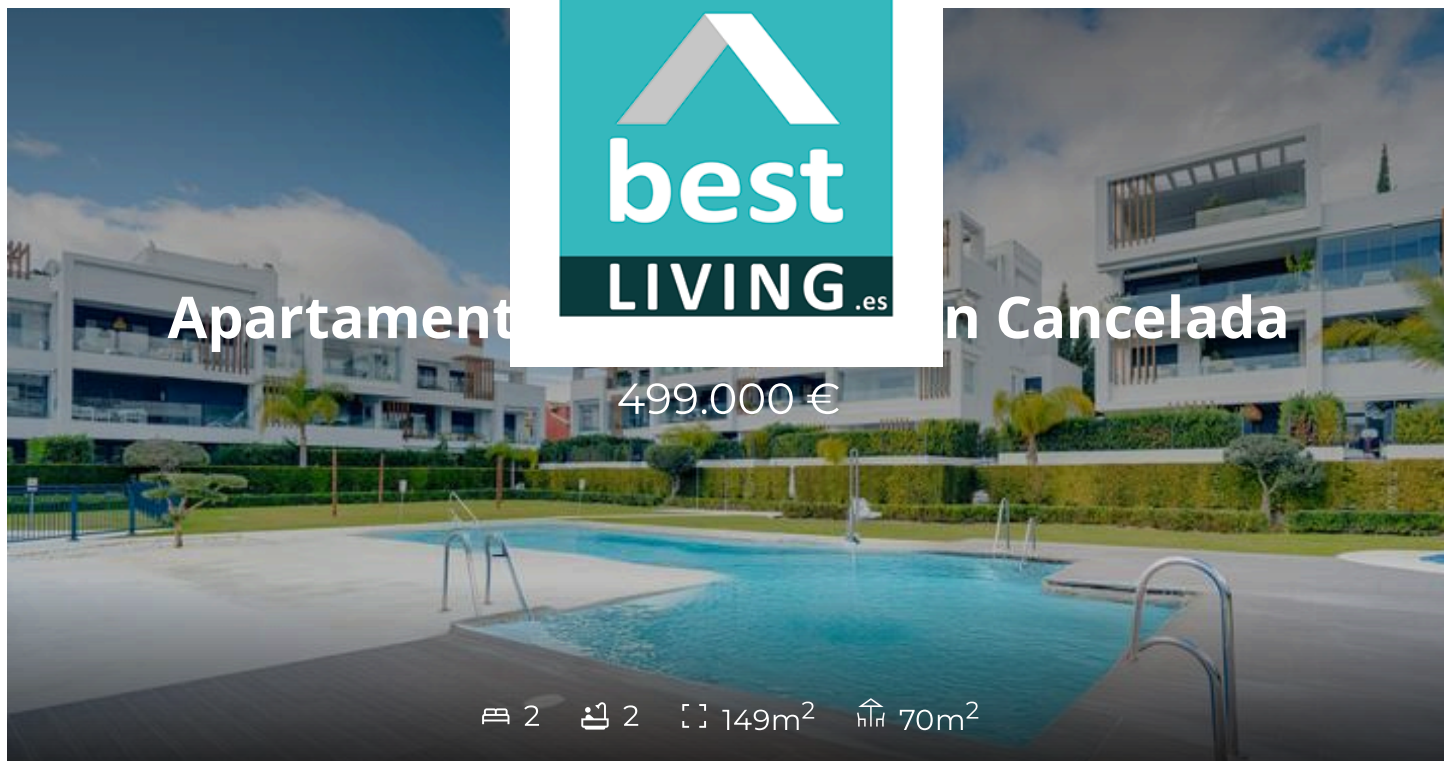 best
LIVING.es
Apartament n Cancelada
499.000 €
2 2 149m² 70m²